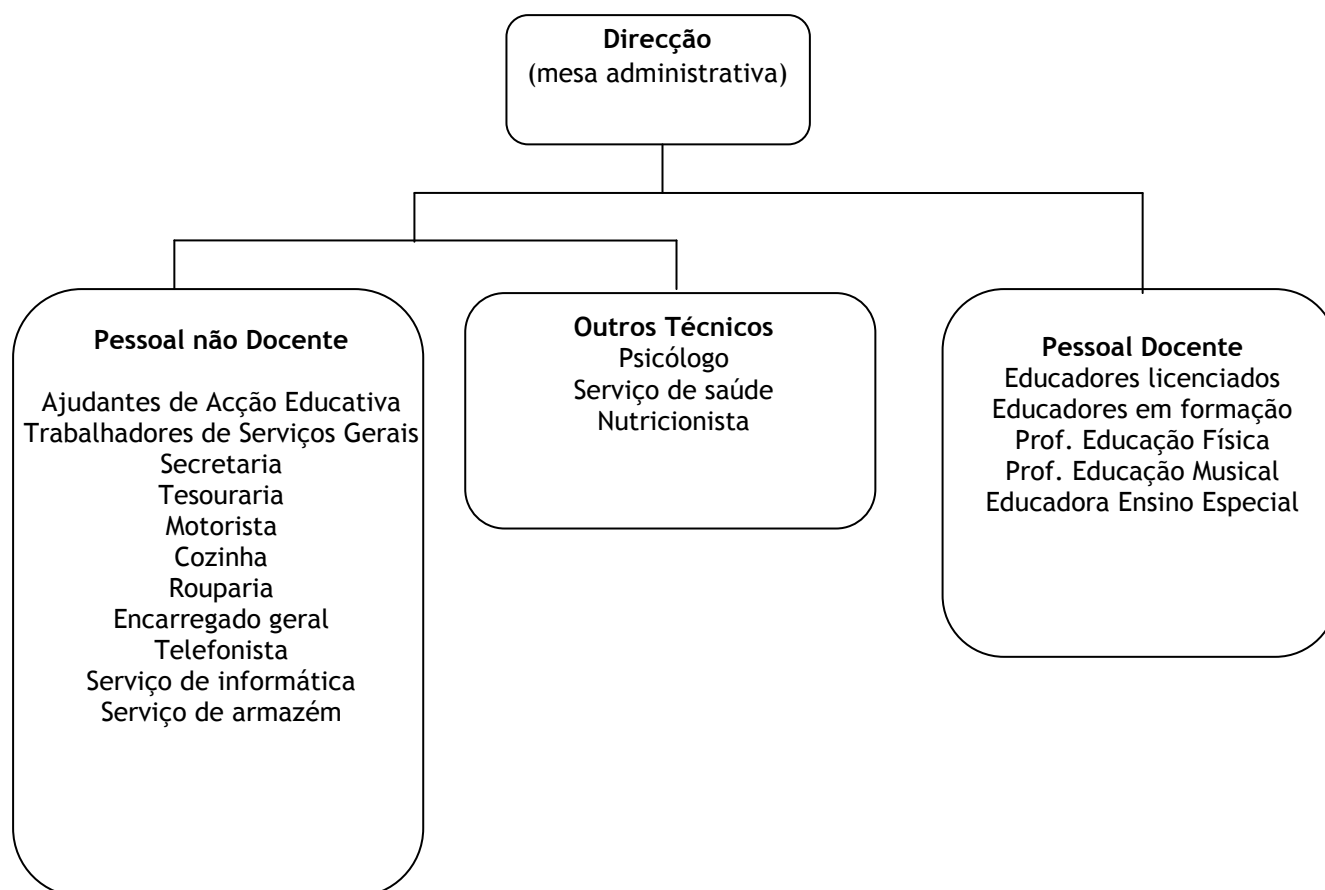 Direcção
(mesa administrativa)
Pessoal não Docente
Ajudantes de Acção Educativa
Trabalhadores de Serviços Gerais
Secretaria
Tesouraria
Motorista
Cozinha
Rouparia
Encarregado geral
Telefonista
Serviço de informática
Serviço de armazém
Outros Técnicos
Psicólogo
Serviço de saúde
Nutricionista
Pessoal Docente
Educadores licenciados
Educadores em formação
Prof. Educação Física
Prof. Educação Musical
Educadora Ensino Especial